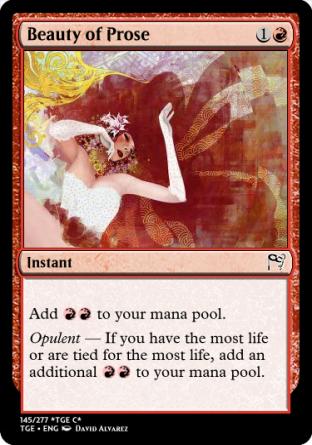 Beauty of Prose 1
Instant
Add to your mana pool.
Opulent — If you have the most life
or are tied for the most life, add an
additional to your mana pool.
145/277 *TGE C*
TGE • ENG DAVID ALVAREZ